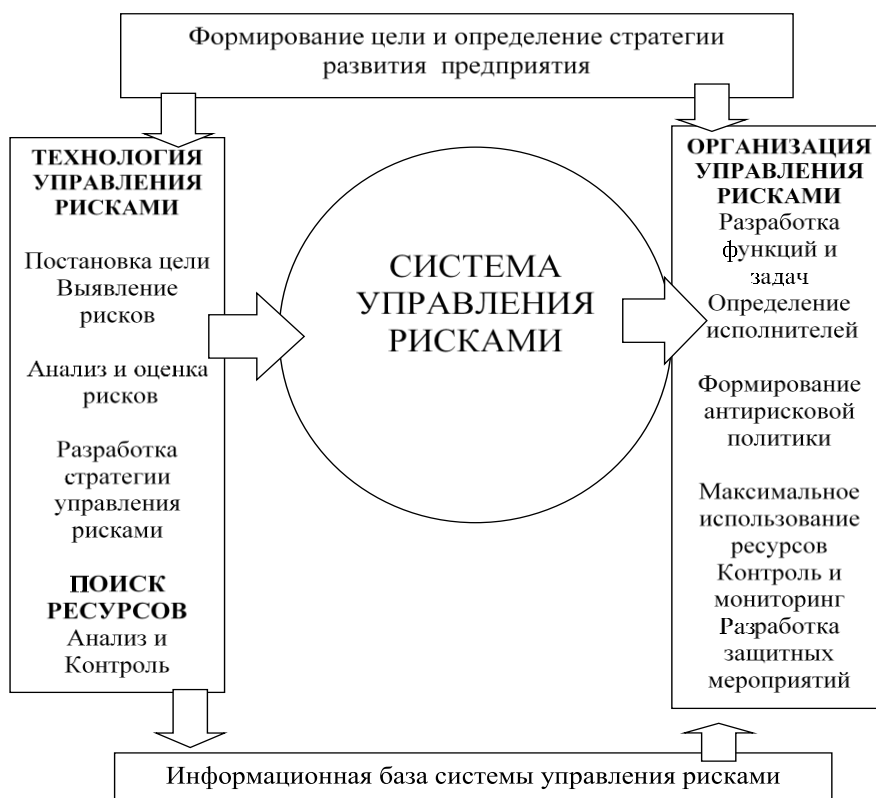 Формирование цели и определение стратегии
развития предприятия
ТЕХНОЛОГИЯ
УПРАВЛЕНИЯ
РИСКАМИ
Постановка цели
Выявление
рисков
Анализ и оценка
рисков
Разработка
стратегии
управления
рисками
ПОИСК
РЕСУРСОВ
Анализ и
Контроль
СИСТЕМА
УПРАВЛЕНИЯ
РИСКАМИ
ОРГАНИЗАЦИЯ
УПРАВЛЕНИЯ
РИСКАМИ
Разработка
функций и
задач
Определение
исполнителей
Формирование
антирисковой
политики
Максимальное
использование
ресурсов
Контроль и
мониторинг
Разработка
защитных
мероприятий
Информационная база системы управления рисками